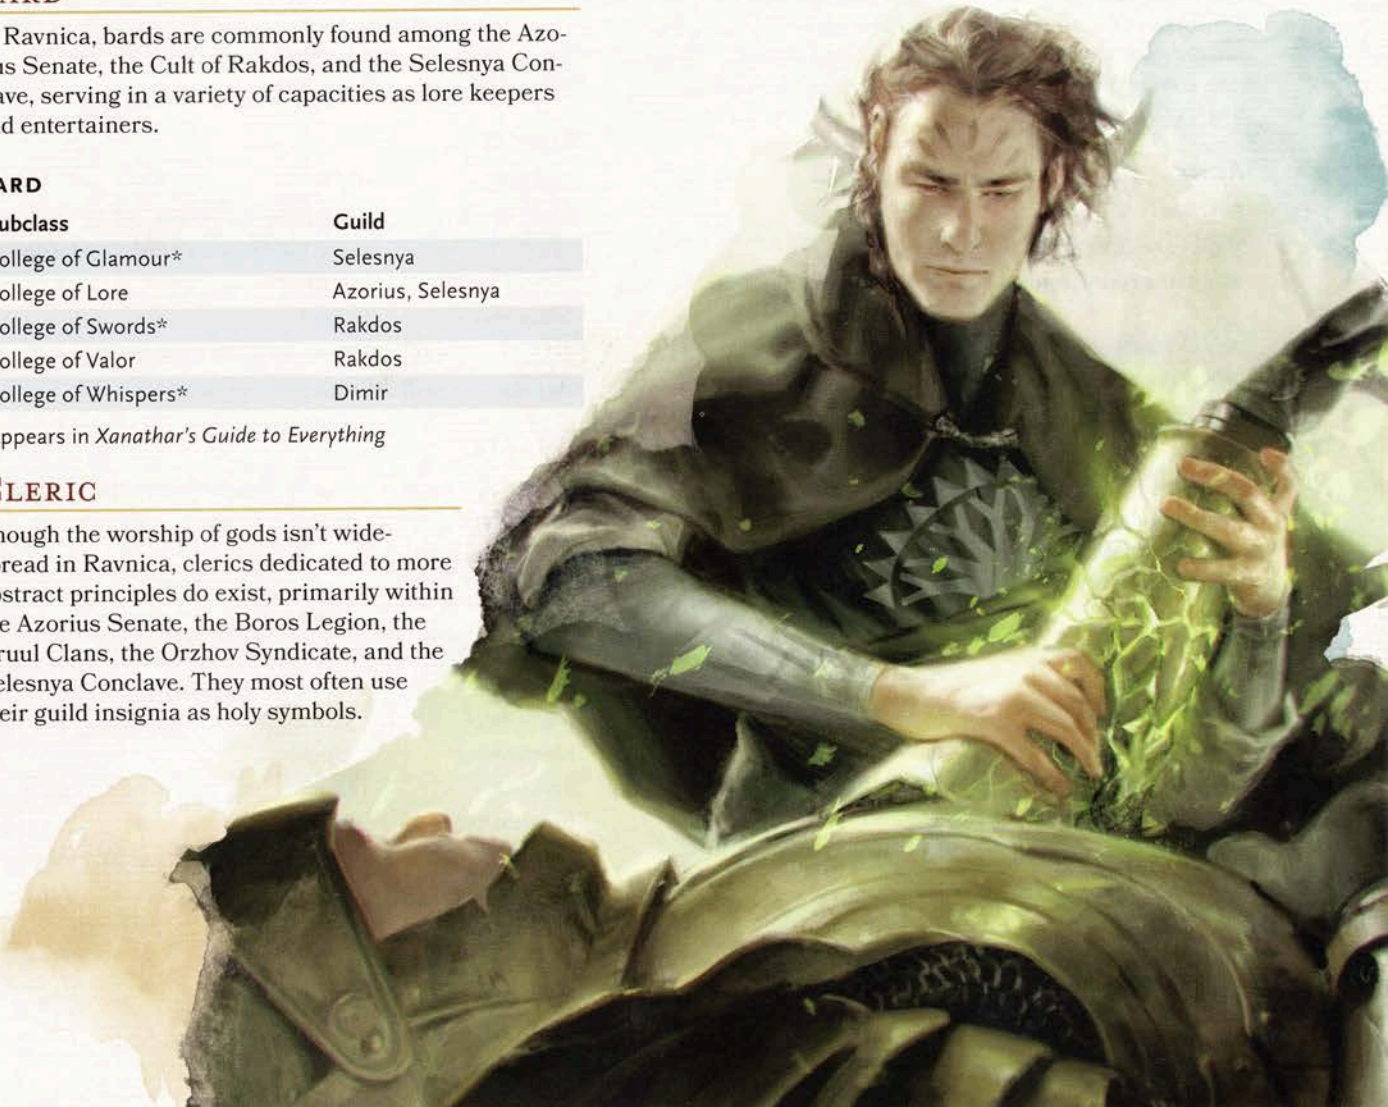 ARD
Ravnica, bards are commonly found among the Azo-
us Senate, the Cult of Rakdos, and the Selesnya Con-
ave, serving in a variety of capacities as lore keepers
d entertainers.
ARD
ubclass Guild
ollege of Glamour* Selesnya
ollege of Lore Azorius, Selesnya
ollege of Swords* Rakdos
ollege of Valor Rakdos
ollege of Whispers* Dimir
ppears in Xanathar's Guide to Everything
CLERIC
hough the worship of gods isn't wide-
pread in Ravnica, clerics dedicated to more
bstract principles do exist, primarily within
e Azorius Senate, the Boros Legion, the
ruul Clans, the Orzhov Syndicate, and the
elesnya Conclave. They most often use
eir guild insignia as holy symbols.